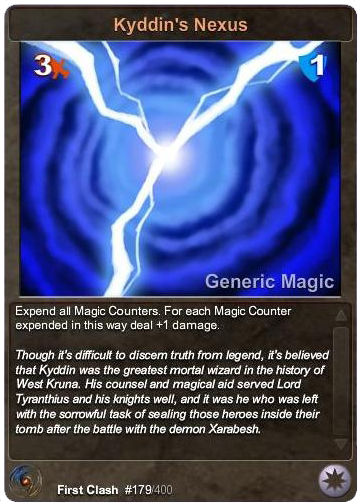 Kyddin's Nexus
3
1
Generic Magic
Expend all Magic Counters. For each Magic Counter
expended in this way deal +1 damage.
Though it's difficult to discern truth from legend, it's believed
that Kyddin was the greatest mortal wizard in the history of
West Kruna. His counsel and magical aid served Lord
Tyranthius and his knights well, and it was he who was left
with the sorrowful task of sealing those heroes inside their
tomb after the battle with the demon Xarabesh.
First Clash #179/400